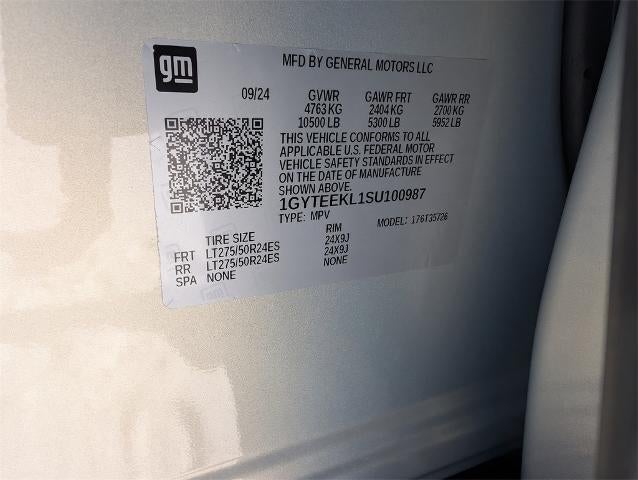 gm
MFD BY GENERAL MOTORS LLC
09/24 GVWR GAWR FRT GAWR RR
4763 KG 2404 KG 2700 KG
10500 LB 5300 LB 5952 LB
THIS VEHICLE CONFORMS TO ALL
APPLICABLE U.S. FEDERAL MOTOR
VEHICLE SAFETY STANDARDS IN EFFECT
ON THE DATE OF MANUFACTURE
SHOWN ABOVE.
1GYTEEKL1SU100987
TYPE: MPV MODEL: 176T35726
TIRE SIZE RIM
FRT LT275/50R24ES 24X9J
RR LT275/50R24ES 24X9J
SPA NONE NONE